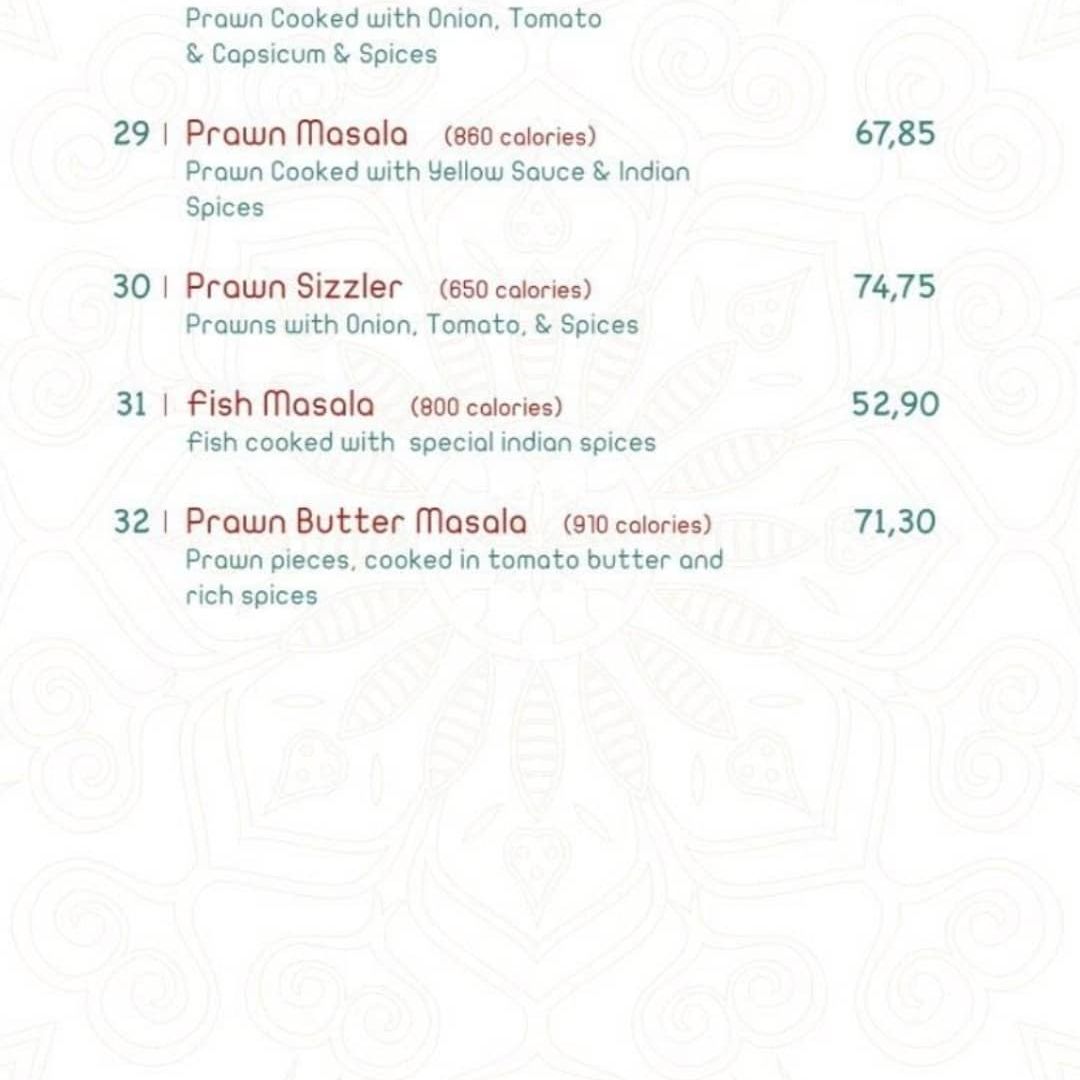 Prawn Cooked with Onion, Tomato
& Capsicum & Spices
29 | Prawn Masala (860 calories) 67,85
Prawn Cooked with Yellow Sauce & Indian
Spices
30 | Prawn Sizzler (650 calories) 74,75
Prawns with Onion, Tomato, & Spices
31 | Fish Masala (800 calories) 52,90
Fish cooked with special indian spices
32 | Prawn Butter Masala (910 calories) 71,30
Prawn pieces, cooked in tomato butter and
rich spices